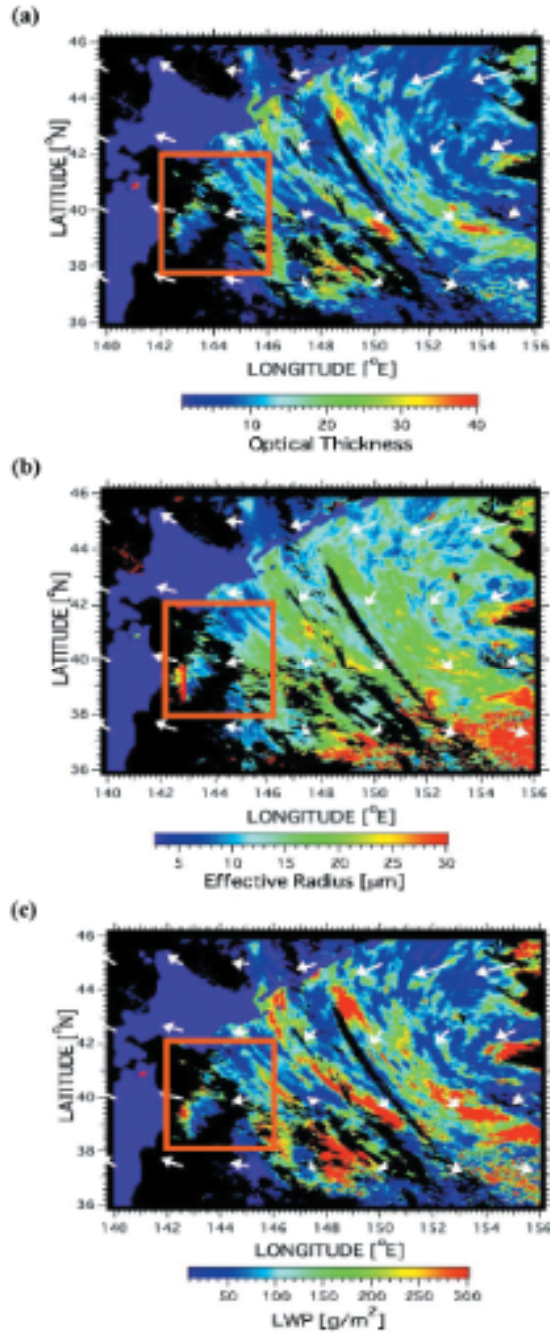 (a)
46
44
42
40
38
36
LATITUDE [°N]
140 142 144 146 148 150 152 154 156
LONGITUDE [°E]
10 20 30 40
Optical Thickness
(b)
46
44
42
40
38
36
LATITUDE [°N]
140 142 144 146 148 150 152 154 156
LONGITUDE [°E]
5 10 15 20 25 30
Effective Radius [μm]
(c)
46
44
42
40
38
36
LATITUDE [°N]
140 142 144 146 148 150 152 154 156
LONGITUDE [°E]
50 100 150 200 250 300
LWP [g/m²]